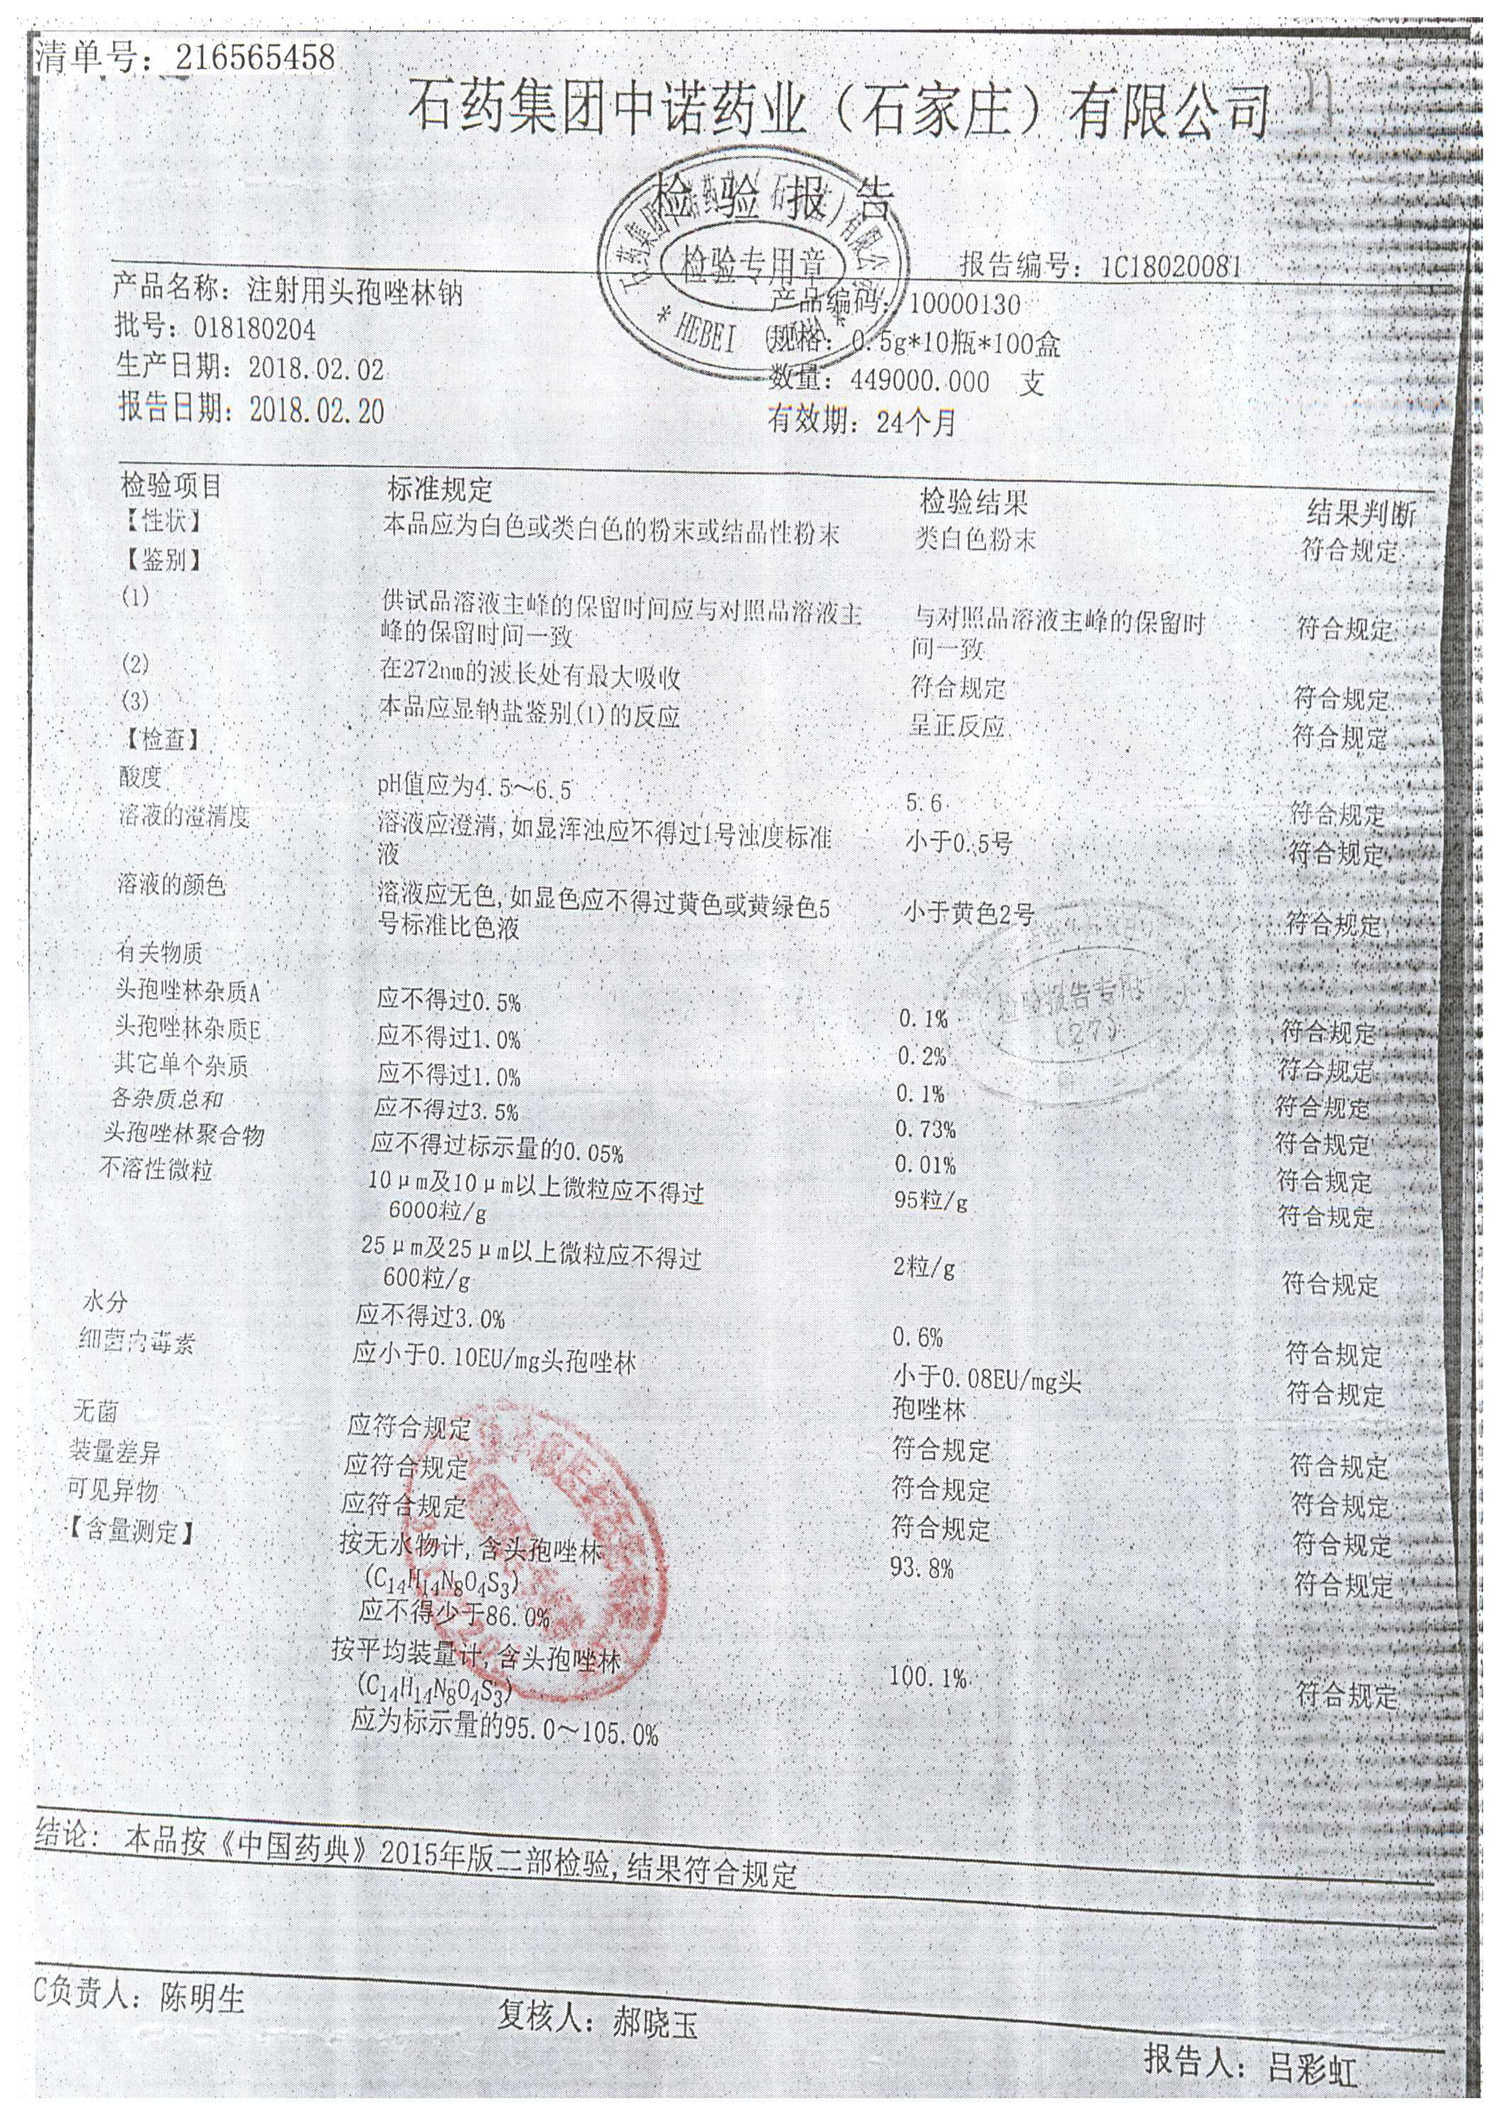 清单号：216565458
石药集团中诺药业（石家庄）有限公司
检 验 报 告
检验专用章
HEBEI
报告编号：1C18020081
产品名称：注射用头孢唑林钠
产品编码：10000130
批号：018180204
规格：0.5g*10瓶*100盒
生产日期：2018.02.02
数量：449000.000 支
报告日期：2018.02.20
有效期：24个月
检验项目 标准规定 检验结果 结果判断
【性状】 本品应为白色或类白色的粉末或结晶性粉末 类白色粉末 符合规定
【鉴别】
(1) 供试品溶液主峰的保留时间应与对照品溶液主 与对照品溶液主峰的保留时 符合规定
峰的保留时间一致 间一致
(2) 在272nm的波长处有最大吸收 符合规定 符合规定
(3) 本品应显钠盐鉴别(1)的反应 呈正反应 符合规定
【检查】
酸度 pH值应为4.5～6.5 5.6 符合规定
溶液的澄清度 溶液应澄清,如显浑浊应不得过1号浊度标准 小于0.5号 符合规定
液
溶液的颜色 溶液应无色,如显色应不得过黄色或黄绿色5 小于黄色2号 符合规定
号标准比色液
有关物质
头孢唑林杂质A 应不得过0.5% 0.1% 符合规定
头孢唑林杂质E 应不得过1.0% 0.2% 符合规定
其它单个杂质 应不得过1.0% 0.1% 符合规定
各杂质总和 应不得过3.5% 0.73% 符合规定
头孢唑林聚合物 应不得过标示量的0.05% 0.01% 符合规定
不溶性微粒 10μm及10μm以上微粒应不得过 95粒/g 符合规定
6000粒/g
25μm及25μm以上微粒应不得过 2粒/g 符合规定
600粒/g
水分 应不得过3.0% 0.6% 符合规定
细菌内毒素 应小于0.10EU/mg头孢唑林 小于0.08EU/mg头 符合规定
孢唑林
无菌 应符合规定 符合规定 符合规定
装量差异 应符合规定 符合规定 符合规定
可见异物 应符合规定 符合规定 符合规定
【含量测定】 按无水物计,含头孢唑林 93.8% 符合规定
(C₁₄H₁₄N₈O₄S₃)
应不得少于86.0%
按平均装量计,含头孢唑林 100.1% 符合规定
(C₁₄H₁₄N₈O₄S₃)
应为标示量的95.0～105.0%
报告专用
(27)
结论： 本品按《中国药典》2015年版二部检验,结果符合规定
C负责人：陈明生 复核人：郝晓玉 报告人：吕彩虹